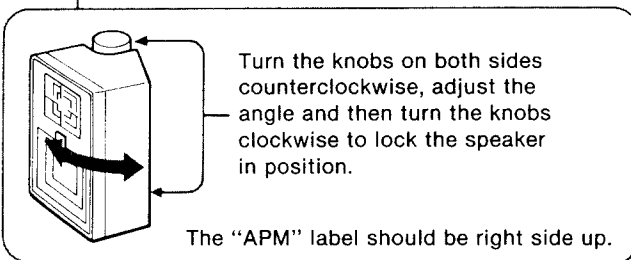 Turn the knobs on both sides
counterclockwise, adjust the
angle and then turn the knobs
clockwise to lock the speaker
in position.
The "APM" label should be right side up.